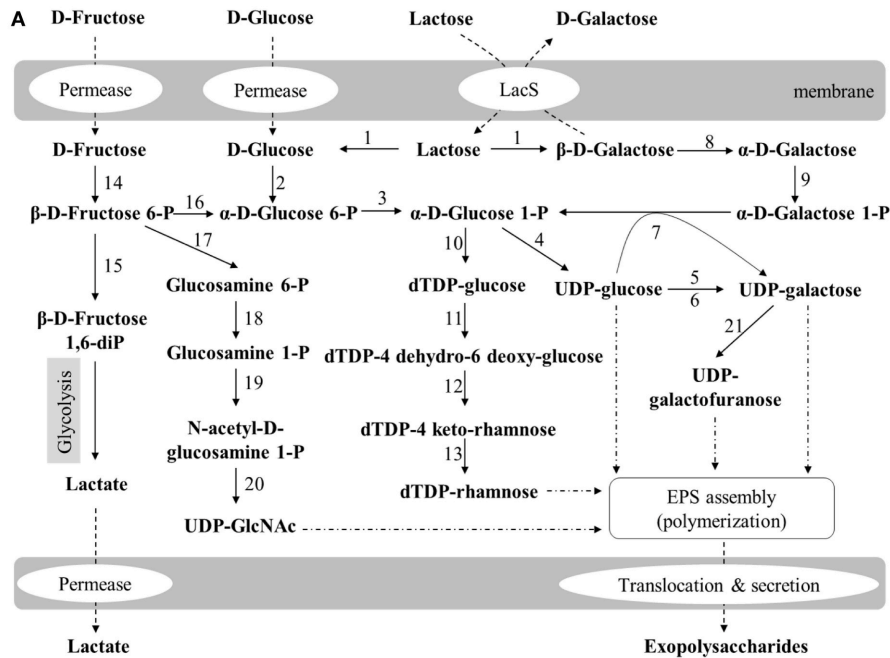 A
D-Fructose D-Glucose Lactose D-Galactose
Permease Permease LacS membrane
D-Fructose D-Glucose 1 Lactose 1 β-D-Galactose 8 α-D-Galactose
14 2 9
β-D-Fructose 6-P 16 α-D-Glucose 6-P 3 α-D-Glucose 1-P α-D-Galactose 1-P
17 10 4 7
15
Glucosamine 6-P dTDP-glucose UDP-glucose 5 UDP-galactose
6
β-D-Fructose
1,6-diP
18 11 21
Glucosamine 1-P dTDP-4 dehydro-6 deoxy-glucose
Glycolysis
19 12
UDP-
galactofuranose
N-acetyl-D-
glucosamine 1-P
dTDP-4 keto-rhamnose
13
Lactate 20 dTDP-rhamnose
EPS assembly
(polymerization)
UDP-GlcNAc
Permease Translocation & secretion
Lactate Exopolysaccharides